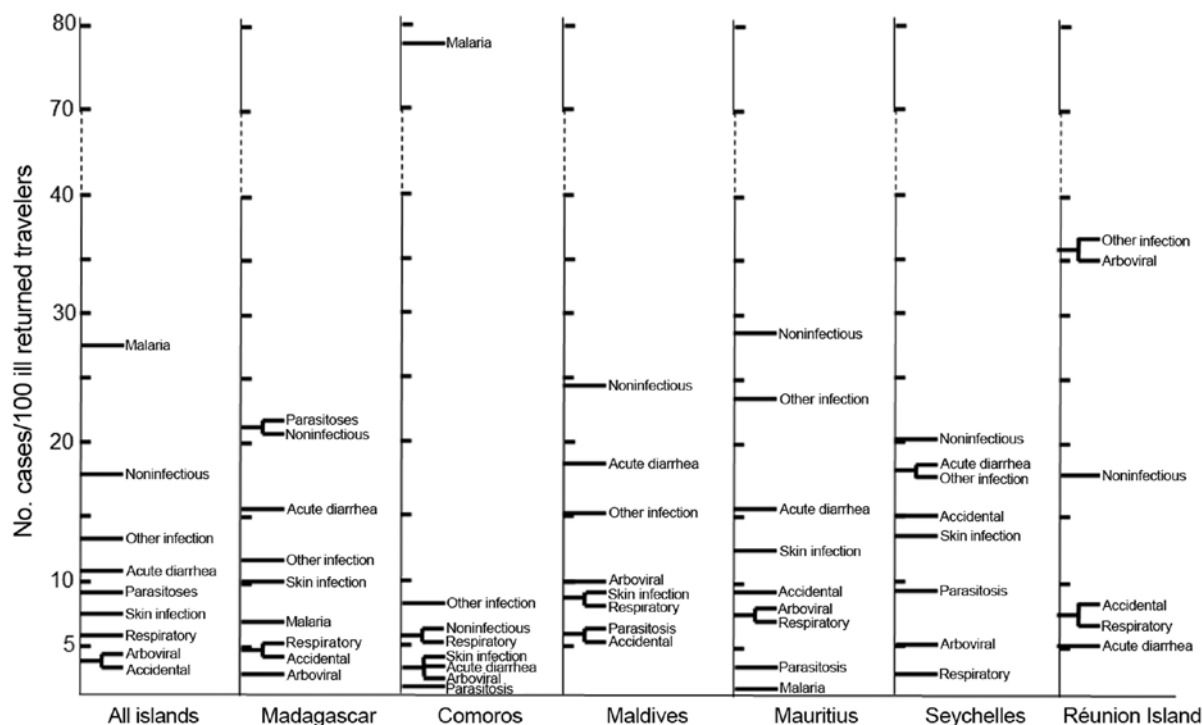 No. cases/100 ill returned travelers
80
70
40
30
20
10
5
Malaria
Noninfectious
Other infection
Acute diarrhea
Parasitoses
Skin infection
Respiratory
Arboviral
Accidental
All islands
Parasitoses
Noninfectious
Acute diarrhea
Other infection
Skin infection
Malaria
Respiratory
Accidental
Arboviral
Madagascar
Malaria
Other infection
Noninfectious
Respiratory
Skin infection
Acute diarrhea
Arboviral
Parasitosis
Comoros
Noninfectious
Acute diarrhea
Other infection
Arboviral
Skin infection
Respiratory
Parasitosis
Accidental
Maldives
Noninfectious
Other infection
Acute diarrhea
Skin infection
Accidental
Arboviral
Respiratory
Parasitosis
Malaria
Mauritius
Noninfectious
Acute diarrhea
Other infection
Accidental
Skin infection
Parasitosis
Arboviral
Respiratory
Seychelles
Other infection
Arboviral
Noninfectious
Accidental
Respiratory
Acute diarrhea
Réunion Island